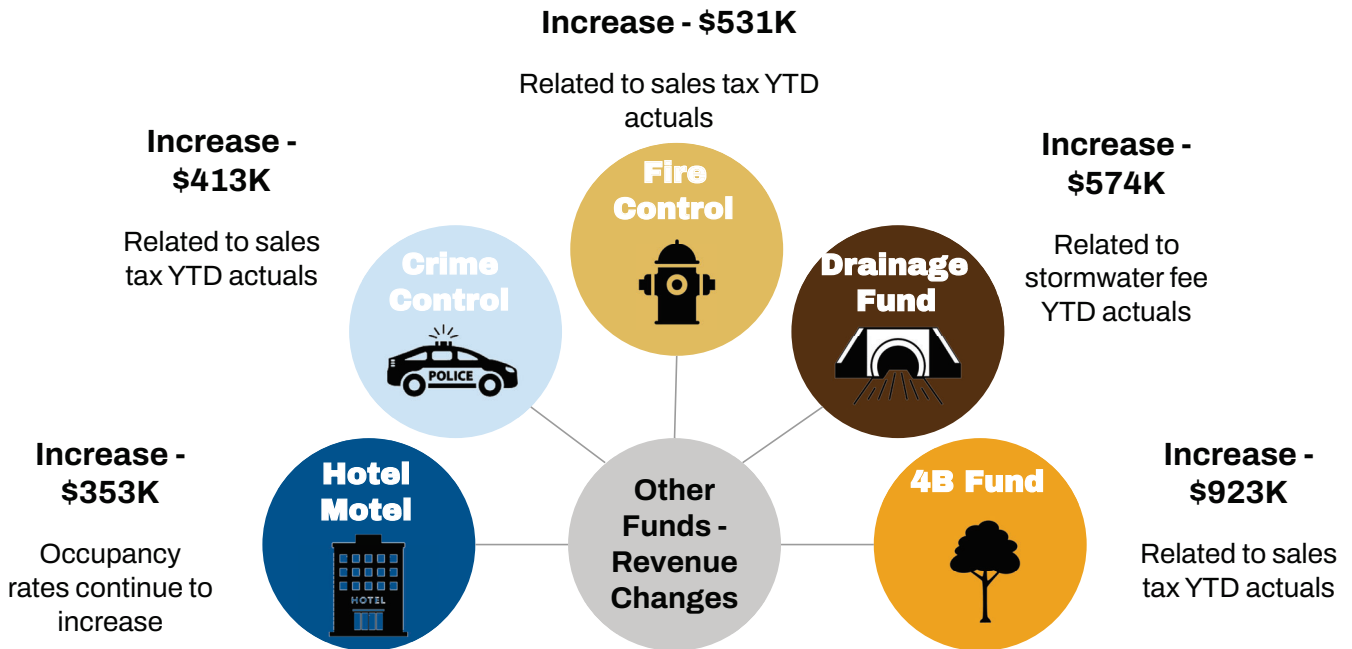 Increase - $531K
Related to sales tax YTD
actuals
Increase -
$413K
Related to sales
tax YTD actuals
Increase -
$574K
Related to
stormwater fee
YTD actuals
Fire
Control
Crime
Control
POLICE
Drainage
Fund
Increase -
$353K
Occupancy
rates continue to
increase
Hotel
Motel
HOTEL
Other
Funds -
Revenue
Changes
4B Fund
Increase -
$923K
Related to sales
tax YTD actuals